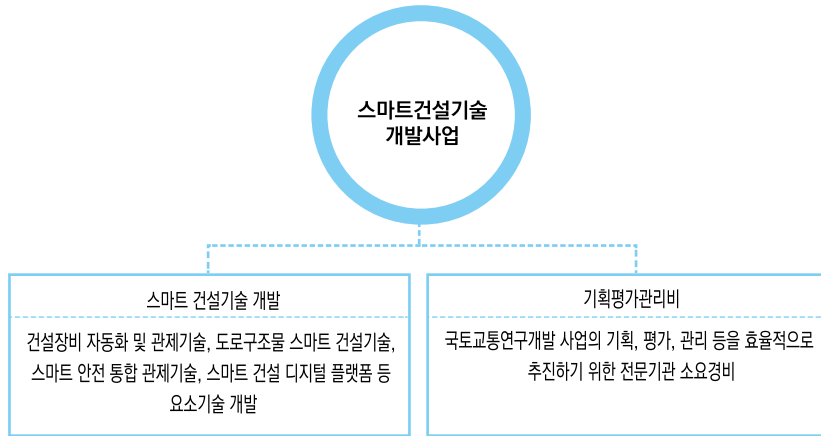 스마트건설기술
개발사업
스마트 건설기술 개발
건설장비 자동화 및 관제기술, 도로구조물 스마트 건설기술,
스마트 안전 통합 관제기술, 스마트 건설 디지털 플랫폼 등
요소기술 개발
기획평가관리비
국토교통연구개발 사업의 기획, 평가, 관리 등을 효율적으로
추진하기 위한 전문기관 소요경비